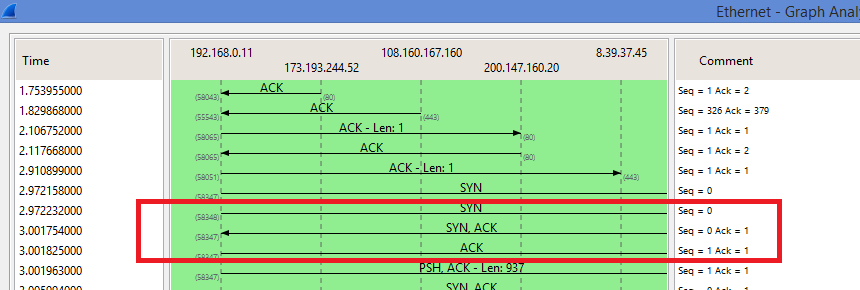 Ethernet - Graph Analy
Time
192.168.0.11 108.160.167.160 8.39.37.45
173.193.244.52 200.147.160.20
Comment
1.753955000 ACK (58043) (80) Seq = 1 Ack = 2
1.829868000 ACK (55543) (443) Seq = 326 Ack = 379
2.106752000 ACK - Len: 1 (58065) (80) Seq = 1 Ack = 1
2.117668000 ACK (58065) (80) Seq = 1 Ack = 2
2.910899000 ACK - Len: 1 (58051) (443) Seq = 1 Ack = 1
2.972158000 SYN (58347) Seq = 0
2.972232000 SYN (58348) Seq = 0
3.001754000 SYN, ACK (58347) Seq = 0 Ack = 1
3.001825000 ACK (58347) Seq = 1 Ack = 1
3.001963000 PSH, ACK - Len: 937 (58347) Seq = 1 Ack = 1